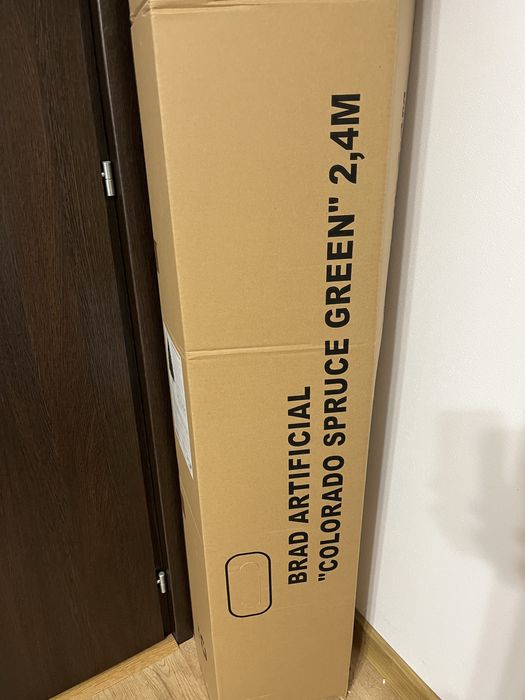 BRAD ARTIFICIAL
"COLORADO SPRUCE GREEN" 2,4M